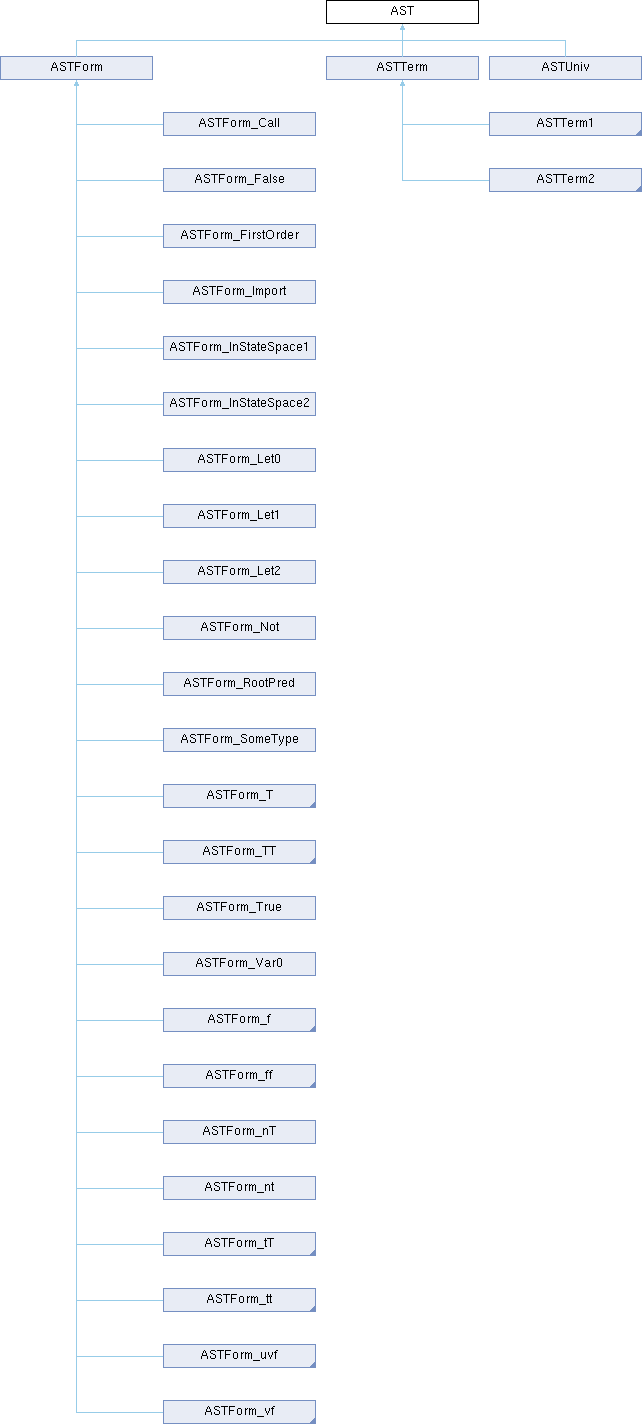 AST
ASTForm
ASTTerm
ASTUniv
ASTForm_Call
ASTTerm1
ASTForm_False
ASTTerm2
ASTForm_FirstOrder
ASTForm_Import
ASTForm_InStateSpace1
ASTForm_InStateSpace2
ASTForm_Let0
ASTForm_Let1
ASTForm_Let2
ASTForm_Not
ASTForm_RootPred
ASTForm_SomeType
ASTForm_T
ASTForm_TT
ASTForm_True
ASTForm_Var0
ASTForm_f
ASTForm_ff
ASTForm_nT
ASTForm_nt
ASTForm_tT
ASTForm_tt
ASTForm_uvf
ASTForm_vf